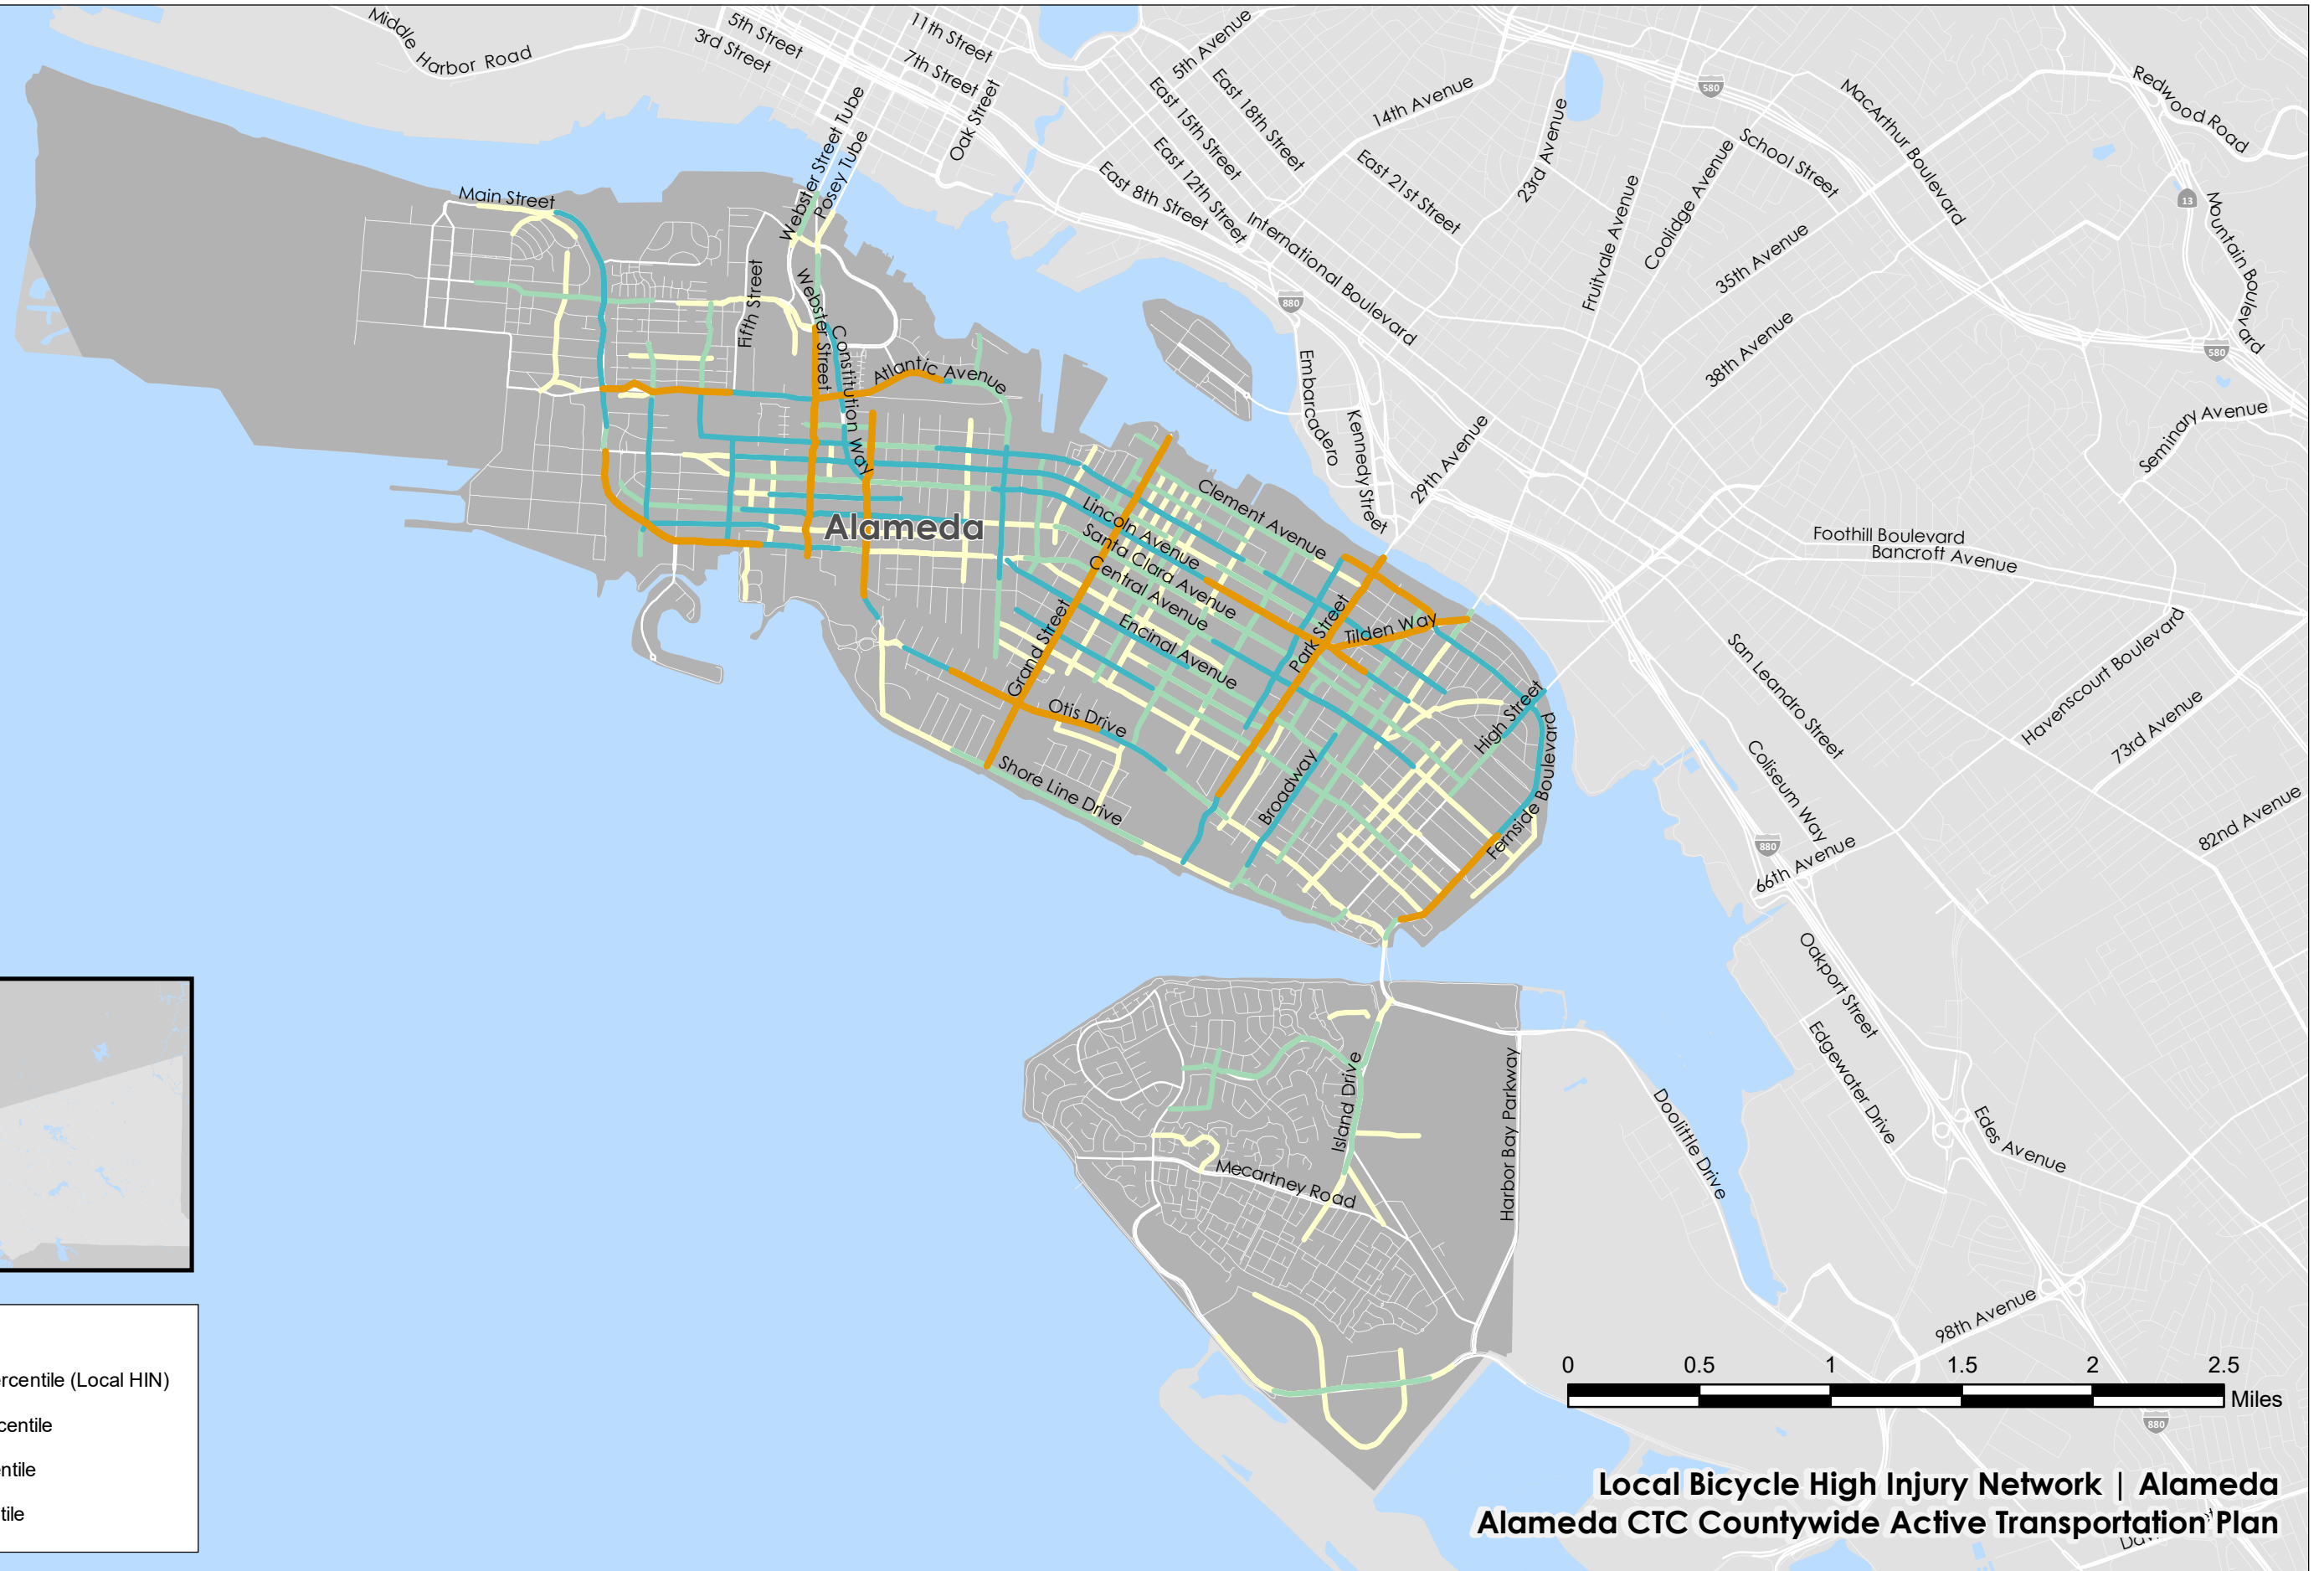 Middle Harbor Road
5th Street
3rd Street
11th Street
7th Street
Oak Street
Webster Street Tube
Posey Tube
5th Avenue
East 18th Street
East 15th Street
East 12th Street
East 8th Street
14th Avenue
East 21st Street
23rd Avenue
International Boulevard
Fruitvale Avenue
Coolidge Avenue
School Street
580
MacArthur Boulevard
Redwood Road
13
Mountain Boulevard
35th Avenue
38th Avenue
580
Seminary Avenue
880
Embarcadero
Kennedy Street
29th Avenue
Foothill Boulevard
Bancroft Avenue
Main Street
Fifth Street
Webster Street
Constitution Way
Atlantic Avenue
Alameda
Clement Avenue
Lincoln Avenue
Santa Clara Avenue
Central Avenue
Encinal Avenue
Grand Street
Park Street
Tilden Way
Otis Drive
Shore Line Drive
Broadway
High Street
Fernside Boulevard
San Leandro Street
Havenscourt Boulevard
73rd Avenue
Coliseum Way
82nd Avenue
880
66th Avenue
Oakport Street
Edgewater Drive
Edes Avenue
Doolittle Drive
Harbor Bay Parkway
Island Drive
Mecartney Road
98th Avenue
0 0.5 1 1.5 2 2.5
Miles
880
rcentile (Local HIN)
centile
ntile
tile
Local Bicycle High Injury Network | Alameda
Alameda CTC Countywide Active Transportation Plan